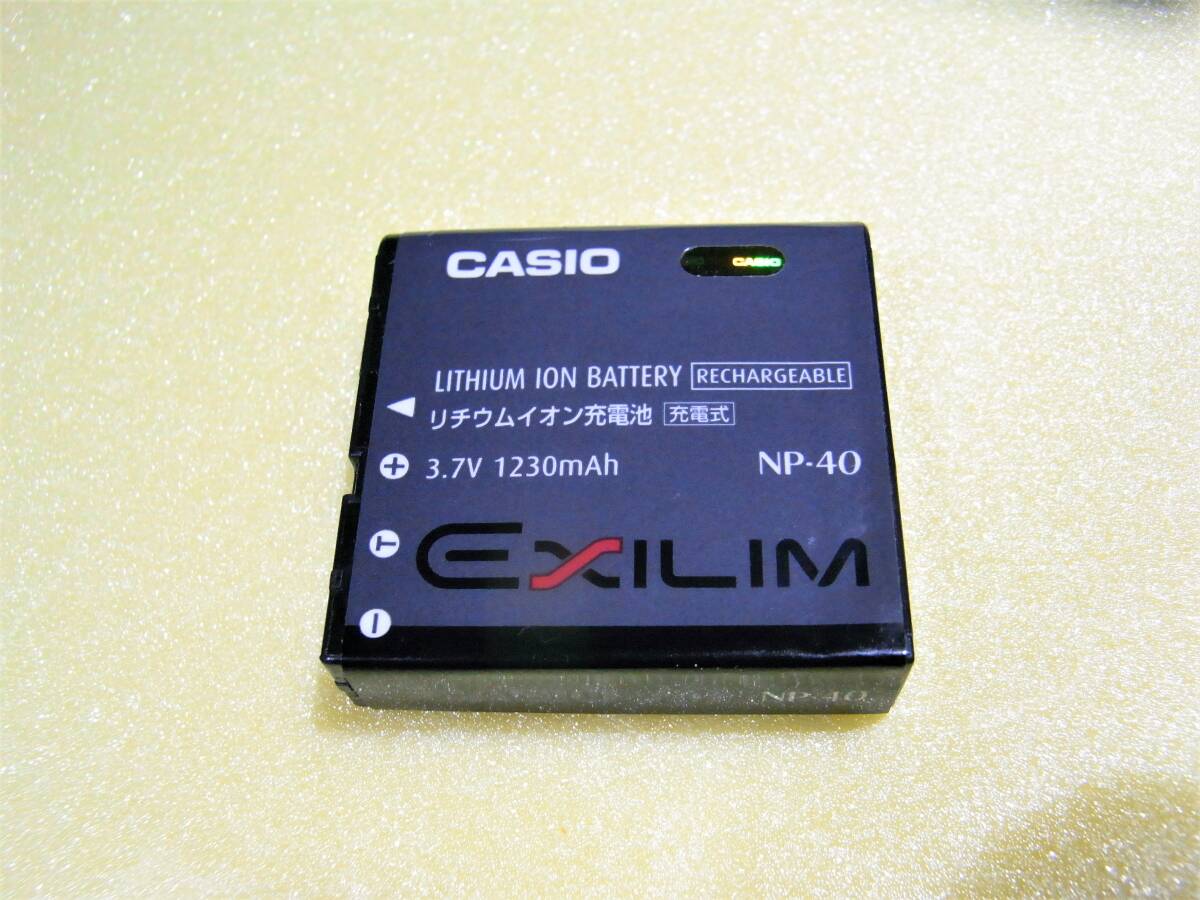 CASIO
CASIO
LITHIUM ION BATTERY RECHARGEABLE
リチウムイオン充電池 充電式
3.7V 1230mAh NP-40
T
EXILIM
NP-40